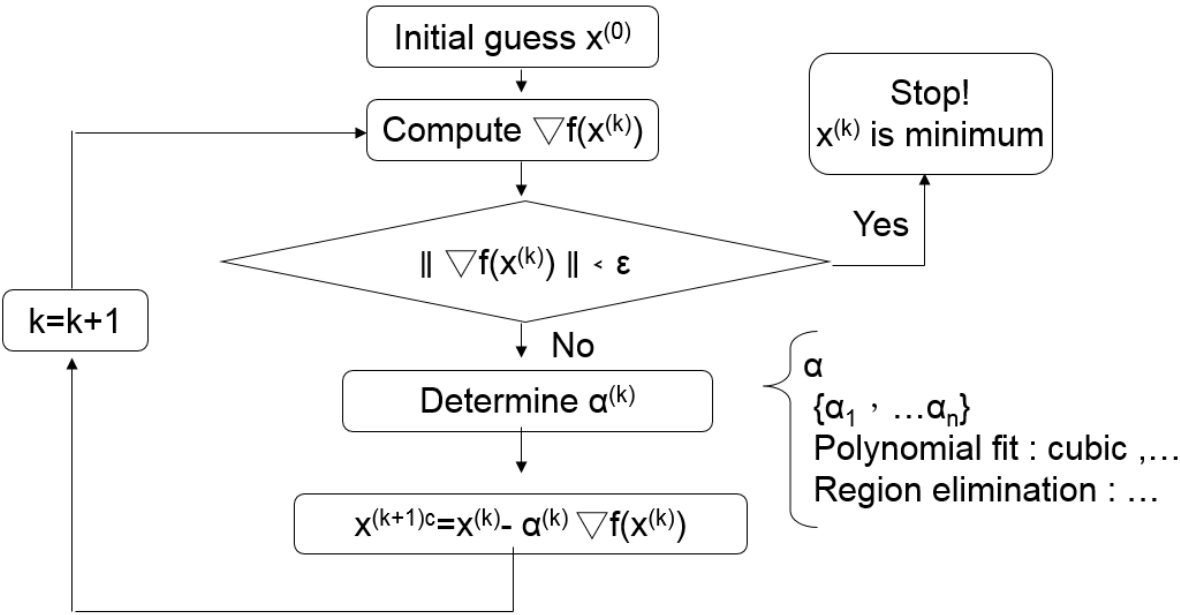 Initial guess x⁽⁰⁾
Compute ▽f(x⁽ᵏ⁾)
Stop!
x⁽ᵏ⁾ is minimum
Yes
‖ ▽f(x⁽ᵏ⁾) ‖ < ε
k=k+1
No
Determine α⁽ᵏ⁾
α
{α₁ , …αₙ}
Polynomial fit : cubic ,…
Region elimination : …
x⁽ᵏ⁺¹⁾ᶜ=x⁽ᵏ⁾- α⁽ᵏ⁾ ▽f(x⁽ᵏ⁾)